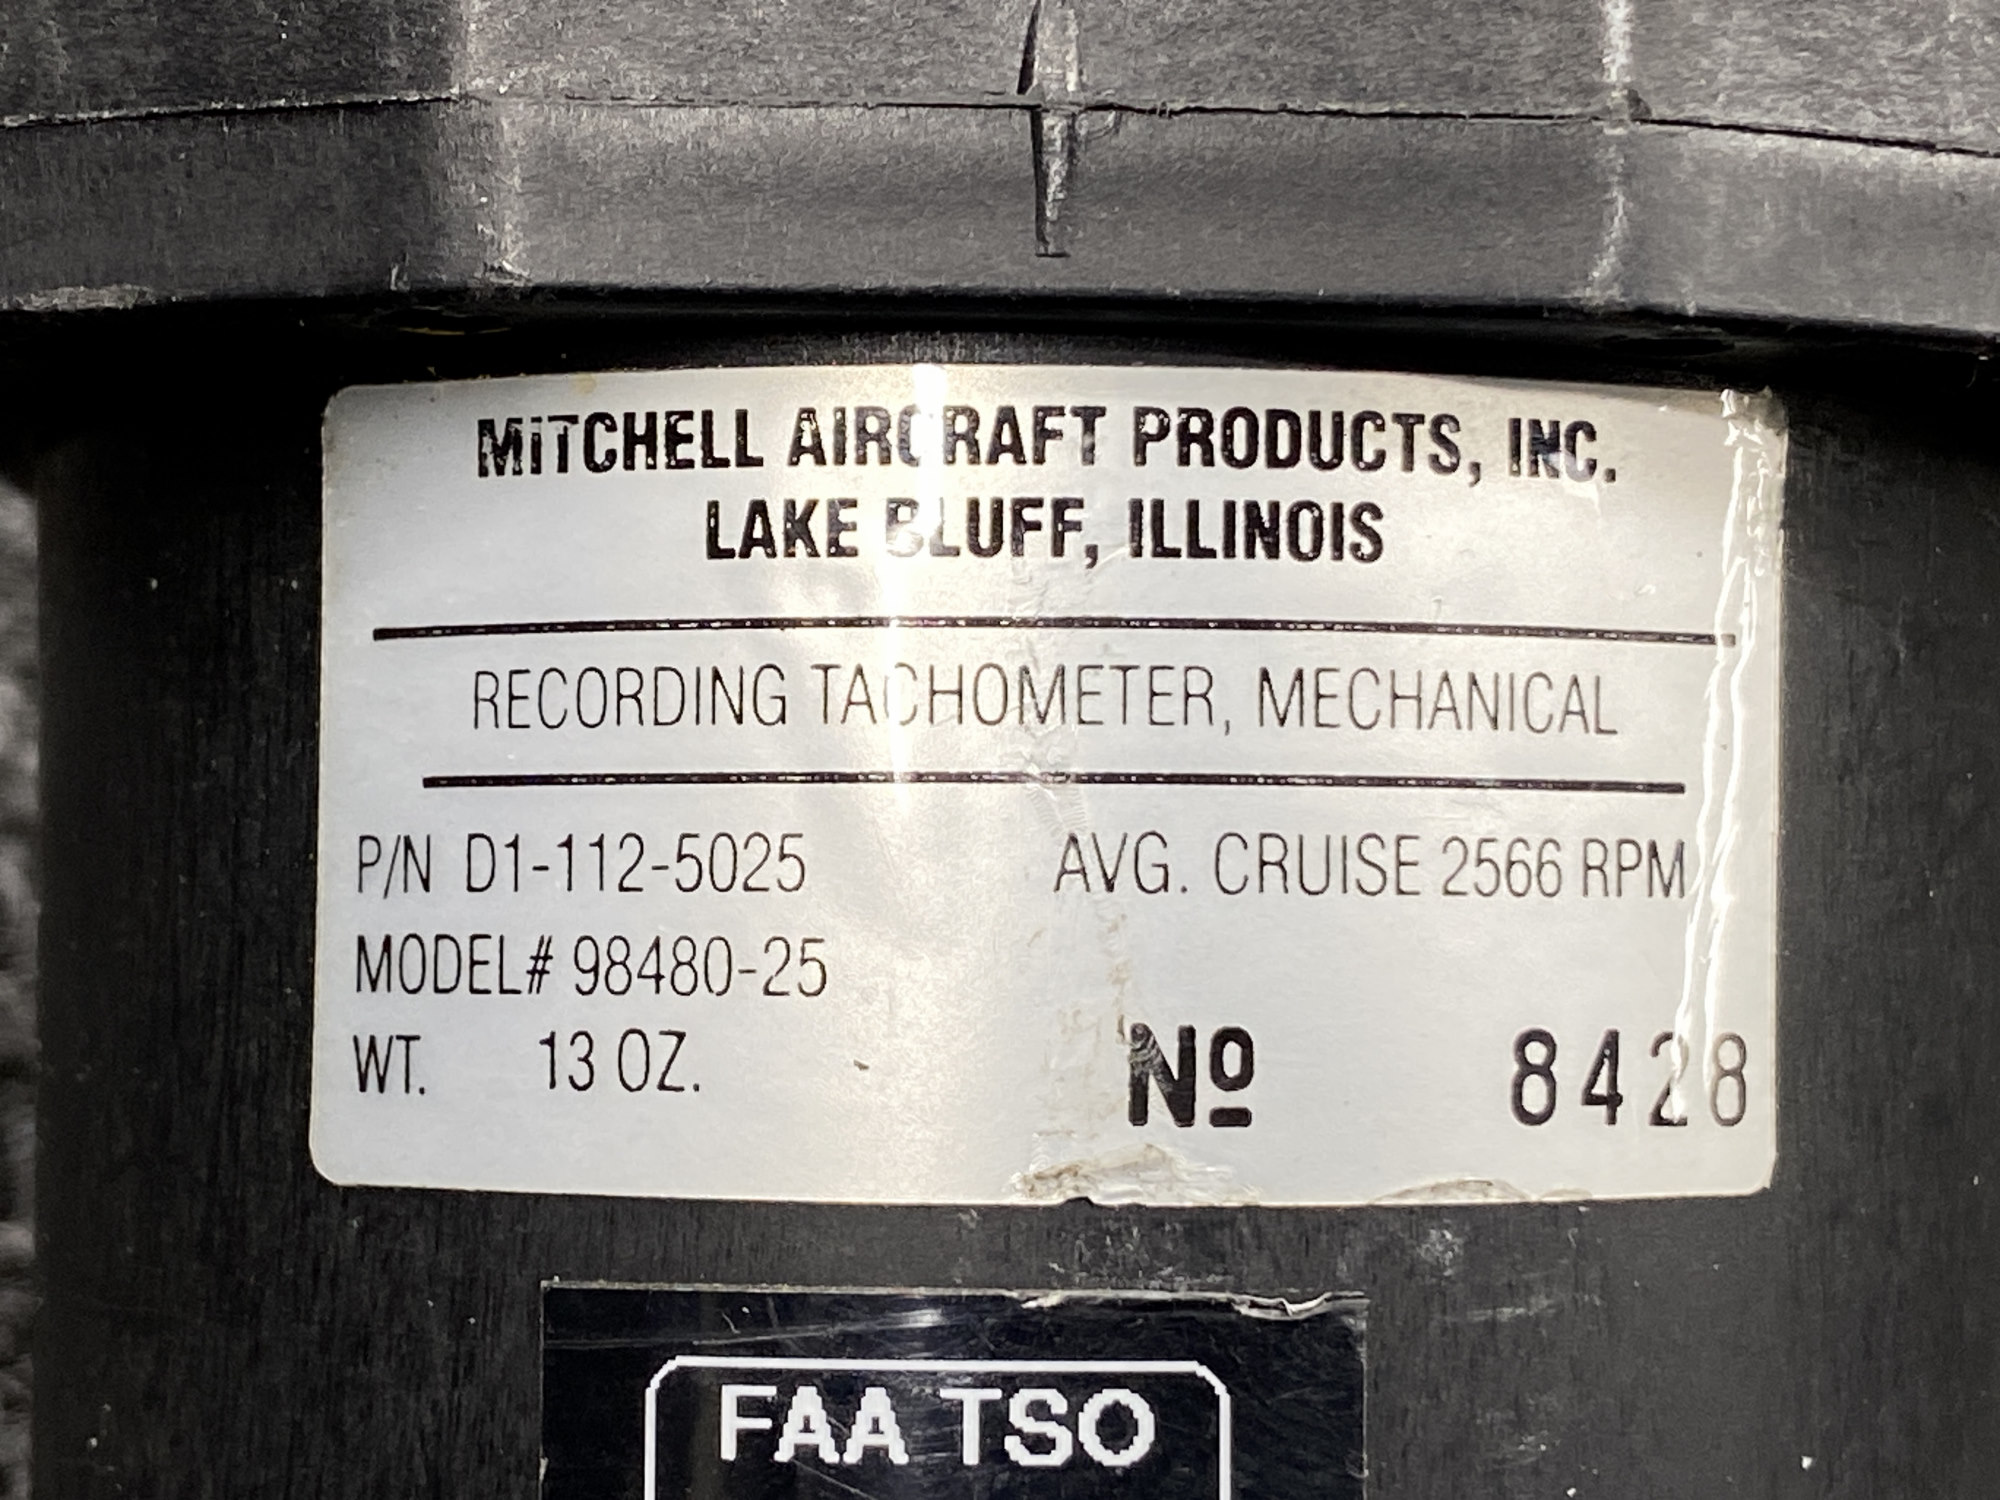 MITCHELL AIRCRAFT PRODUCTS, INC.
LAKE BLUFF, ILLINOIS
RECORDING TACHOMETER, MECHANICAL
P/N D1-112-5025 AVG. CRUISE 2566 RPM
MODEL# 98480-25
WT. 13 OZ. Nº 8428
FAA TSO